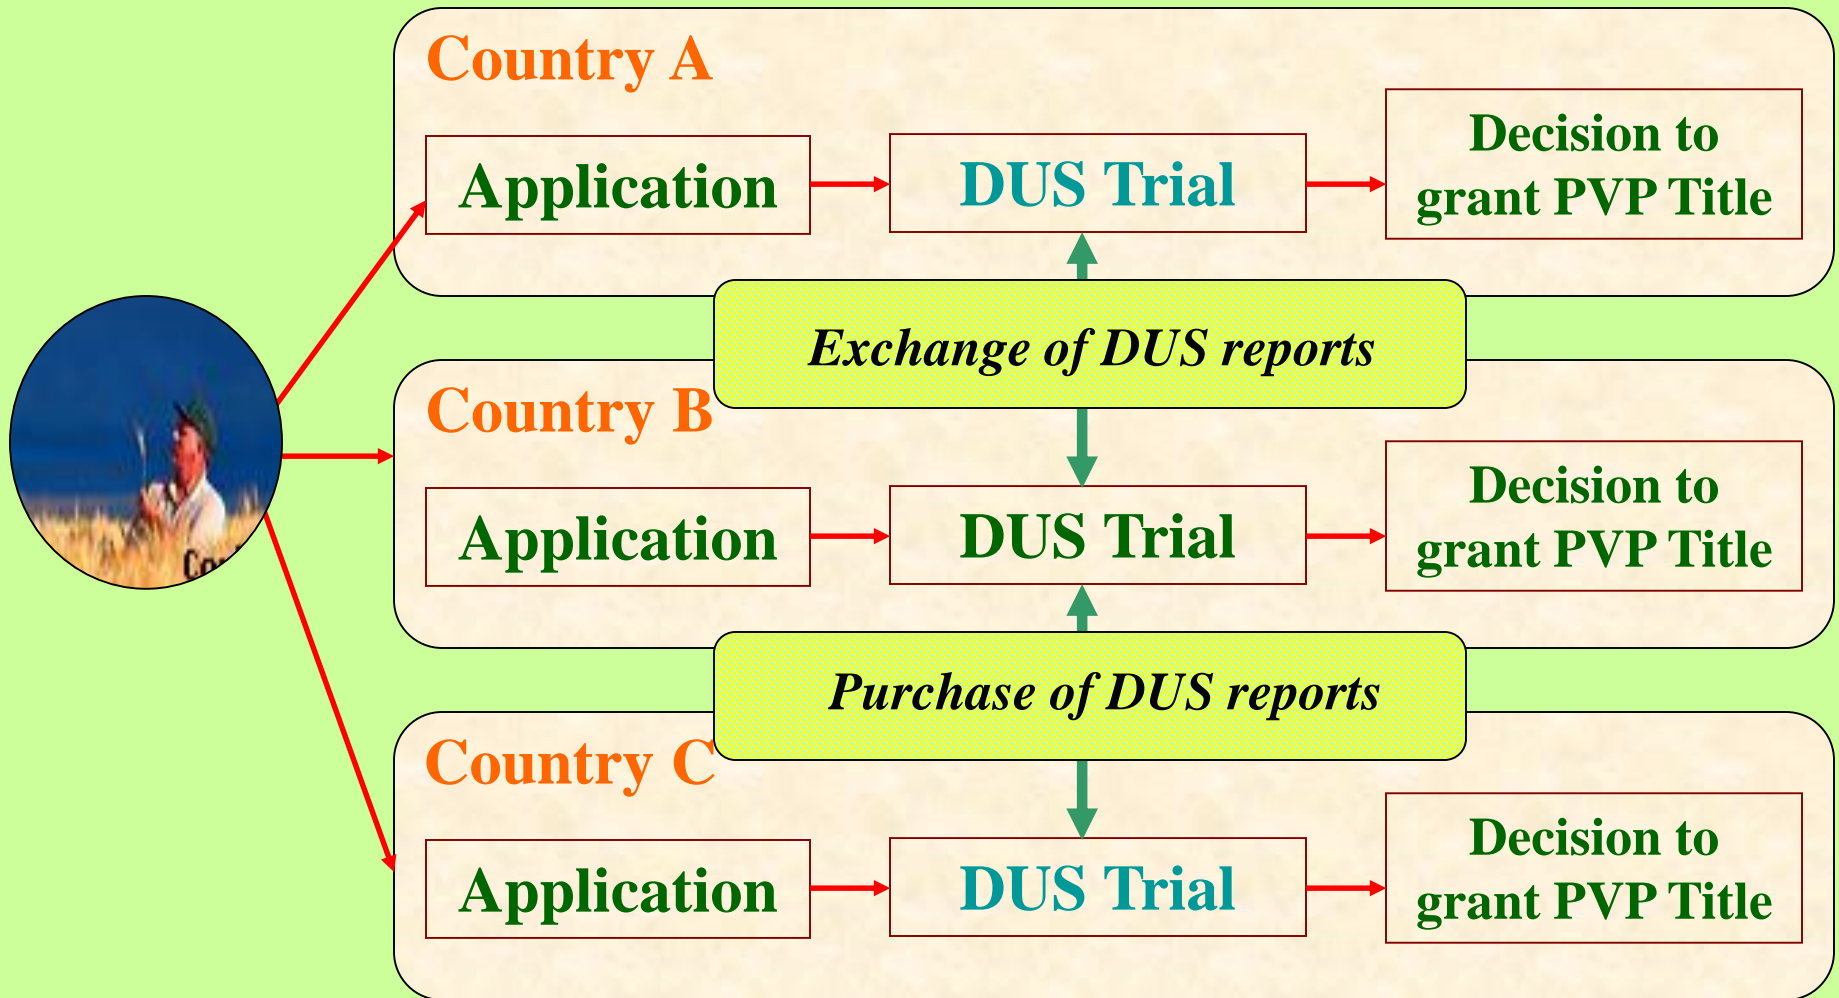 Country A
Application
DUS Trial
Decision to
grant PVP Title
Exchange of DUS reports
Country B
Application
DUS Trial
Decision to
grant PVP Title
Purchase of DUS reports
Country C
Application
DUS Trial
Decision to
grant PVP Title